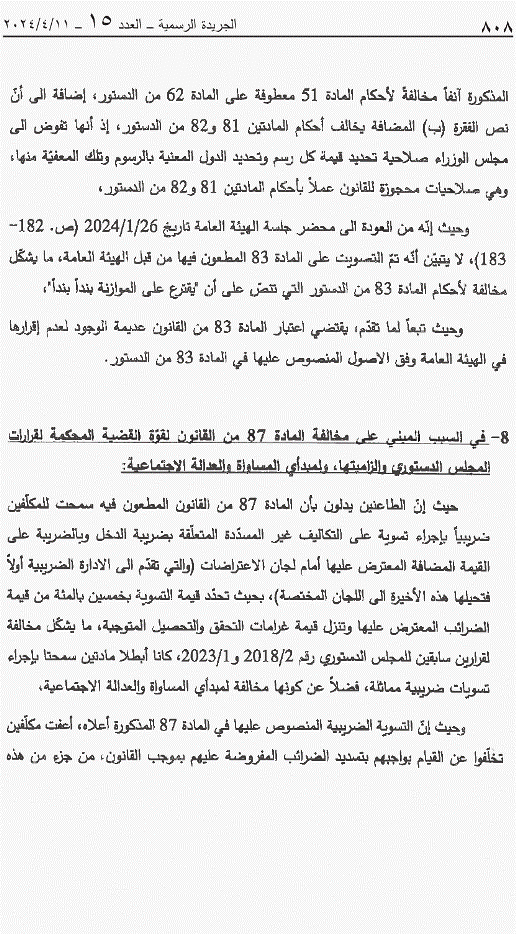 ٨٠٨ الجريدة الرسمية ــ العدد ١٥ ــ ٢٠٢٤/٤/١١
المذكورة آنفاً مخالفةً لأحكام المادة 51 معطوفة على المادة 62 من الدستور، إضافة الى أنّ
نص الفقرة (ب) المضافة يخالف أحكام المادتين 81 و82 من الدستور، إذ أنها تفوض الى
مجلس الوزراء صلاحية تحديد قيمة كل رسم وتحديد الدول المعنية بالرسوم وتلك المعفيّة منها،
وهي صلاحيات محجوزة للقانون عملاً بأحكام المادتين 81 و82 من الدستور،
وحيث إنّه من العودة الى محضر جلسة الهيئة العامة تاريخ 2024/1/26 (ص. 182–
183)، لا يتبيّن أنّه تمّ التصويت على المادة 83 المطعون فيها من قبل الهيئة العامة، ما يشكّل
مخالفة لأحكام المادة 83 من الدستور التي تنصّ على أن "يقترع على الموازنة بنداً بنداً"،
وحيث تبعاً لما تقدّم، يقتضي اعتبار المادة 83 من القانون عديمة الوجود لعدم إقرارها
في الهيئة العامة وفق الاصول المنصوص عليها في المادة 83 من الدستور.
8– في السبب المبني على مخالفة المادة 87 من القانون لقوّة القضية المحكمة لقرارات
المجلس الدستوري والزاميتها، ولمبدأي المساواة والعدالة الاجتماعية:
حيث إنّ الطاعنين يدلون بأن المادة 87 من القانون المطعون فيه سمحت للمكلّفين
ضريبياً بإجراء تسوية على التكاليف غير المسدّدة المتعلّقة بضريبة الدخل وبالضريبة على
القيمة المضافة المعترض عليها أمام لجان الاعتراضات (والتي تقدّم الى الادارة الضريبية أولاً
فتحيلها هذه الأخيرة الى اللجان المختصة)، بحيث تحدّد قيمة التسوية بخمسين بالمئة من قيمة
الضرائب المعترض عليها وتنزل قيمة غرامات التحقق والتحصيل المتوجبة، ما يشكّل مخالفة
لقرارين سابقين للمجلس الدستوري رقم 2018/2 و2023/1، كانا أبطلا مادتين سمحتا بإجراء
تسويات ضريبية مماثلة، فضلاً عن كونها مخالفة لمبدأي المساواة والعدالة الاجتماعية،
وحيث إنّ التسوية الضريبية المنصوص عليها في المادة 87 المذكورة أعلاه، أعفت مكلّفين
تخلّفوا عن القيام بواجبهم بتسديد الضرائب المفروضة عليهم بموجب القانون، من جزء من هذه